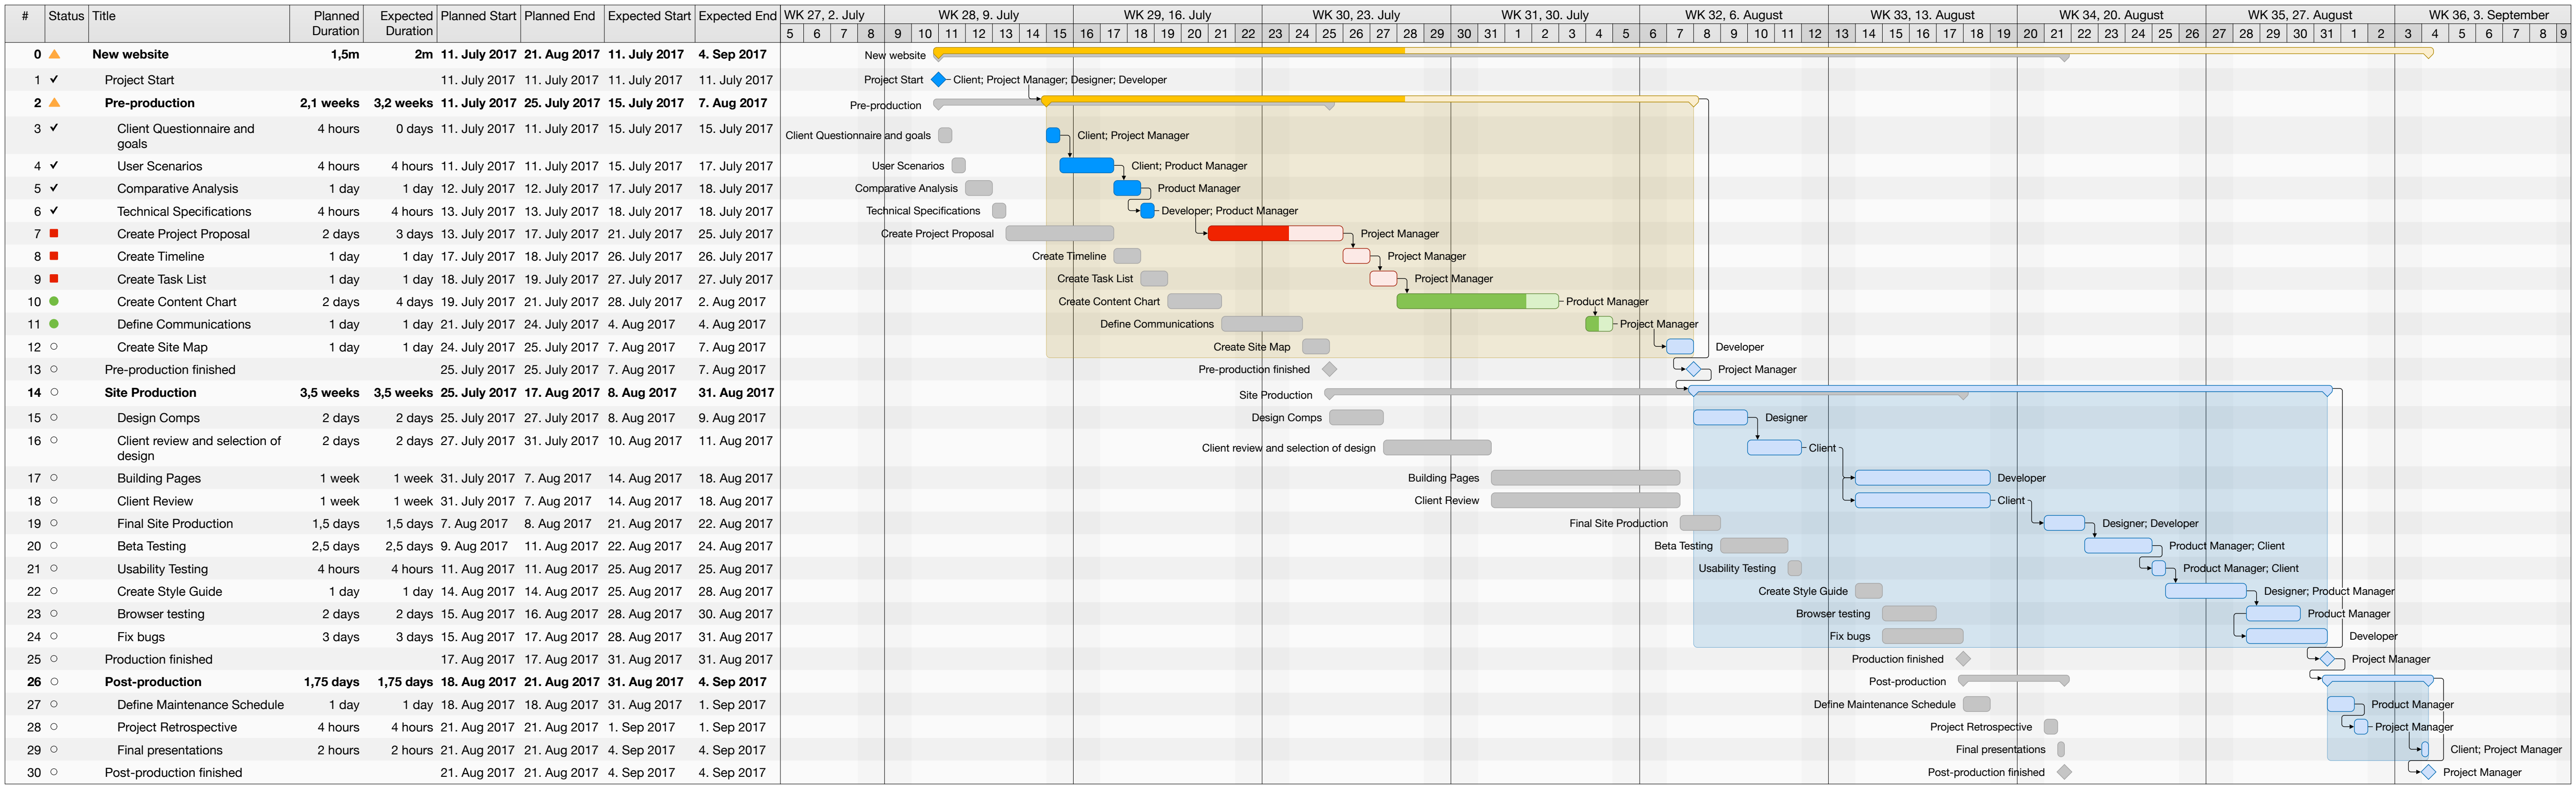 # Status Title Planned Duration Expected Duration Planned Start Planned End Expected Start Expected End
WK 27, 2. July WK 28, 9. July WK 29, 16. July WK 30, 23. July WK 31, 30. July WK 32, 6. August WK 33, 13. August WK 34, 20. August WK 35, 27. August WK 36, 3. September
5 6 7 8 9 10 11 12 13 14 15 16 17 18 19 20 21 22 23 24 25 26 27 28 29 30 31 1 2 3 4 5 6 7 8 9 10 11 12 13 14 15 16 17 18 19 20 21 22 23 24 25 26 27 28 29 30 31 1 2 3 4 5 6 7 8 9
0 New website 1,5m 2m 11. July 2017 21. Aug 2017 11. July 2017 4. Sep 2017 New website
1 Project Start 11. July 2017 11. July 2017 11. July 2017 11. July 2017 Project Start Client; Project Manager; Designer; Developer
2 Pre-production 2,1 weeks 3,2 weeks 11. July 2017 25. July 2017 15. July 2017 7. Aug 2017 Pre-production
3 Client Questionnaire and goals 4 hours 0 days 11. July 2017 11. July 2017 15. July 2017 15. July 2017 Client Questionnaire and goals Client; Project Manager
4 User Scenarios 4 hours 4 hours 11. July 2017 11. July 2017 15. July 2017 17. July 2017 User Scenarios Client; Product Manager
5 Comparative Analysis 1 day 1 day 12. July 2017 12. July 2017 17. July 2017 18. July 2017 Comparative Analysis Product Manager
6 Technical Specifications 4 hours 4 hours 13. July 2017 13. July 2017 18. July 2017 18. July 2017 Technical Specifications Developer; Product Manager
7 Create Project Proposal 2 days 3 days 13. July 2017 17. July 2017 21. July 2017 25. July 2017 Create Project Proposal Project Manager
8 Create Timeline 1 day 1 day 17. July 2017 18. July 2017 26. July 2017 26. July 2017 Create Timeline Project Manager
9 Create Task List 1 day 1 day 18. July 2017 19. July 2017 27. July 2017 27. July 2017 Create Task List Project Manager
10 Create Content Chart 2 days 4 days 19. July 2017 21. July 2017 28. July 2017 2. Aug 2017 Create Content Chart Product Manager
11 Define Communications 1 day 1 day 21. July 2017 24. July 2017 4. Aug 2017 4. Aug 2017 Define Communications Project Manager
12 Create Site Map 1 day 1 day 24. July 2017 25. July 2017 7. Aug 2017 7. Aug 2017 Create Site Map Developer
13 Pre-production finished 25. July 2017 25. July 2017 7. Aug 2017 7. Aug 2017 Pre-production finished Project Manager
14 Site Production 3,5 weeks 3,5 weeks 25. July 2017 17. Aug 2017 8. Aug 2017 31. Aug 2017 Site Production
15 Design Comps 2 days 2 days 25. July 2017 27. July 2017 8. Aug 2017 9. Aug 2017 Design Comps Designer
16 Client review and selection of design 2 days 2 days 27. July 2017 31. July 2017 10. Aug 2017 11. Aug 2017 Client review and selection of design Client
17 Building Pages 1 week 1 week 31. July 2017 7. Aug 2017 14. Aug 2017 18. Aug 2017 Building Pages Developer
18 Client Review 1 week 1 week 31. July 2017 7. Aug 2017 14. Aug 2017 18. Aug 2017 Client Review Client
19 Final Site Production 1,5 days 1,5 days 7. Aug 2017 8. Aug 2017 21. Aug 2017 22. Aug 2017 Final Site Production Designer; Developer
20 Beta Testing 2,5 days 2,5 days 9. Aug 2017 11. Aug 2017 22. Aug 2017 24. Aug 2017 Beta Testing Product Manager; Client
21 Usability Testing 4 hours 4 hours 11. Aug 2017 11. Aug 2017 25. Aug 2017 25. Aug 2017 Usability Testing Product Manager; Client
22 Create Style Guide 1 day 1 day 14. Aug 2017 14. Aug 2017 25. Aug 2017 28. Aug 2017 Create Style Guide Designer; Product Manager
23 Browser testing 2 days 2 days 15. Aug 2017 16. Aug 2017 28. Aug 2017 30. Aug 2017 Browser testing Product Manager
24 Fix bugs 3 days 3 days 15. Aug 2017 17. Aug 2017 28. Aug 2017 31. Aug 2017 Fix bugs Developer
25 Production finished 17. Aug 2017 17. Aug 2017 31. Aug 2017 31. Aug 2017 Production finished Project Manager
26 Post-production 1,75 days 1,75 days 18. Aug 2017 21. Aug 2017 31. Aug 2017 4. Sep 2017 Post-production
27 Define Maintenance Schedule 1 day 1 day 18. Aug 2017 18. Aug 2017 31. Aug 2017 1. Sep 2017 Define Maintenance Schedule Product Manager
28 Project Retrospective 4 hours 4 hours 21. Aug 2017 21. Aug 2017 1. Sep 2017 1. Sep 2017 Project Retrospective Project Manager
29 Final presentations 2 hours 2 hours 21. Aug 2017 21. Aug 2017 4. Sep 2017 4. Sep 2017 Final presentations Client; Project Manager
30 Post-production finished 21. Aug 2017 21. Aug 2017 4. Sep 2017 4. Sep 2017 Post-production finished Project Manager